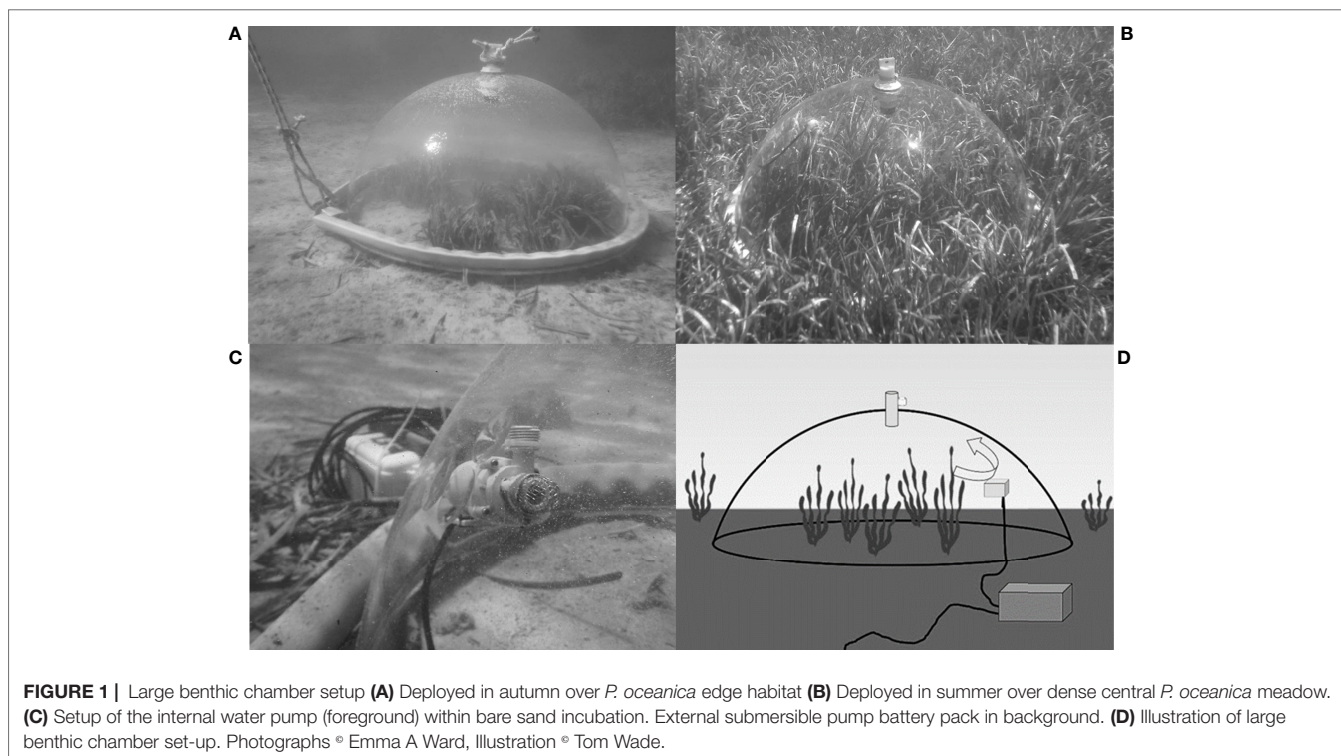 A
B
C
D
FIGURE 1 | Large benthic chamber setup (A) Deployed in autumn over P. oceanica edge habitat (B) Deployed in summer over dense central P. oceanica meadow.
(C) Setup of the internal water pump (foreground) within bare sand incubation. External submersible pump battery pack in background. (D) Illustration of large
benthic chamber set-up. Photographs © Emma A Ward, Illustration © Tom Wade.